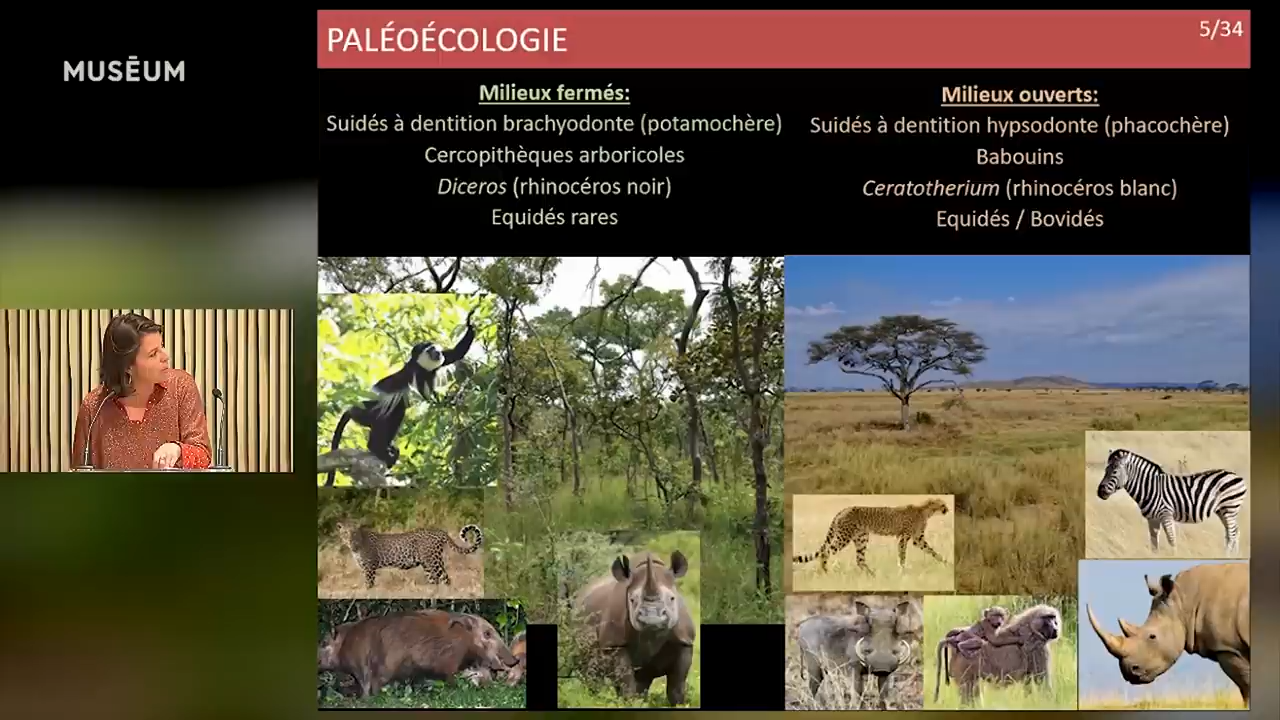 MUSĒUM
PALÉOÉCOLOGIE
5/34
Milieux fermés:
Suidés à dentition brachyodonte (potamochère)
Cercopithèques arboricoles
Diceros (rhinocéros noir)
Equidés rares
Milieux ouverts:
Suidés à dentition hypsodonte (phacochère)
Babouins
Ceratotherium (rhinocéros blanc)
Equidés / Bovidés